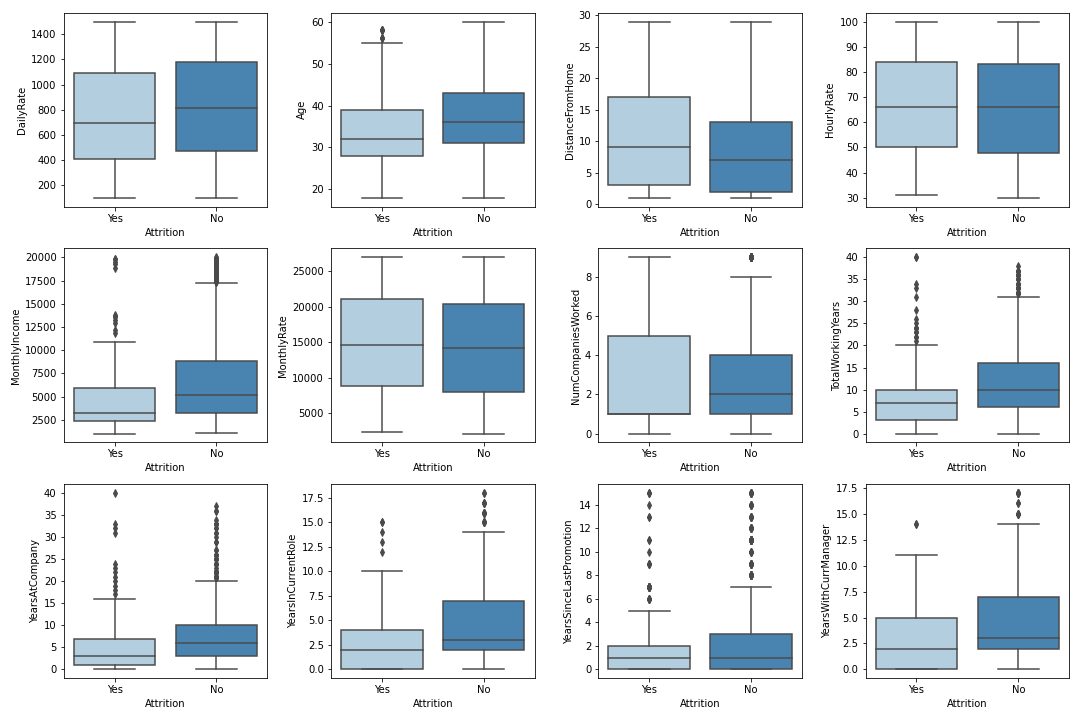 DailyRate
1400
1200
1000
800
600
400
200
Yes No
Attrition
Age
60
50
40
30
20
Yes No
Attrition
DistanceFromHome
30
25
20
15
10
5
0
Yes No
Attrition
HourlyRate
100
90
80
70
60
50
40
30
Yes No
Attrition
MonthlyIncome
20000
17500
15000
12500
10000
7500
5000
2500
Yes No
Attrition
MonthlyRate
25000
20000
15000
10000
5000
Yes No
Attrition
NumCompaniesWorked
8
6
4
2
0
Yes No
Attrition
TotalWorkingYears
40
35
30
25
20
15
10
5
0
Yes No
Attrition
YearsAtCompany
40
35
30
25
20
15
10
5
0
Yes No
Attrition
YearsInCurrentRole
17.5
15.0
12.5
10.0
7.5
5.0
2.5
0.0
Yes No
Attrition
YearsSinceLastPromotion
14
12
10
8
6
4
2
0
Yes No
Attrition
YearsWithCurrManager
17.5
15.0
12.5
10.0
7.5
5.0
2.5
0.0
Yes No
Attrition